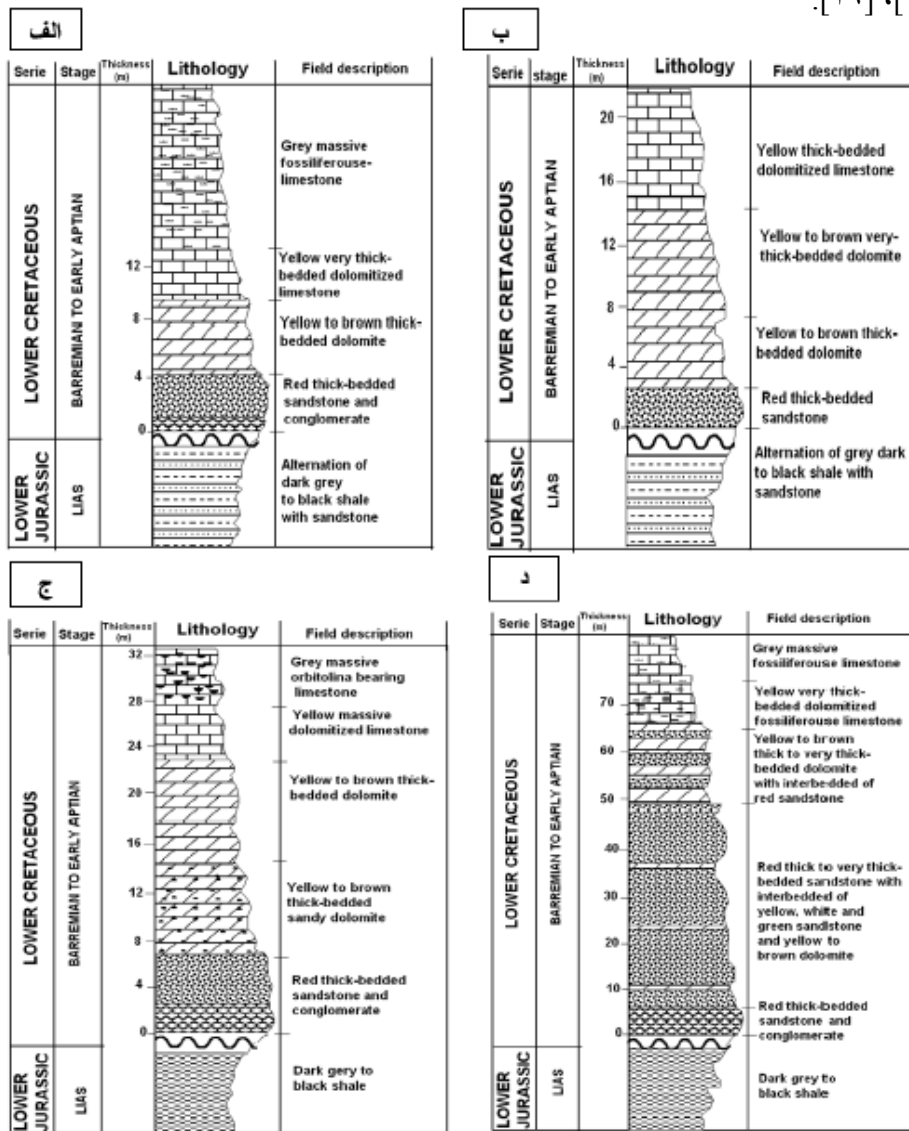 الف
Serie Stage Thickness (m) Lithology Field description
LOWER CRETACEOUS
BARREMIAN TO EARLY APTIAN
LOWER JURASSIC
LIAS
12
8
4
0
Grey massive
fossiliferouse-
limestone
Yellow very thick-
bedded dolomitized
limestone
Yellow to brown thick-
bedded dolomite
Red thick-bedded
sandstone and
conglomerate
Alternation of
dark grey
to black shale
with sandstone
ب
Serie stage Thickness (m) Lithology Field description
LOWER CRETACEOUS
BARREMIAN TO EARLY APTIAN
LOWER JURASSIC
LIAS
20
16
12
8
4
0
Yellow thick-bedded
dolomitized limestone
Yellow to brown very-
thick-bedded dolomite
Yellow to brown thick-
bedded dolomite
Red thick-bedded
sandstone
Alternation of grey dark
to black shale with
sandstone
ج
Serie Stage Thickness (m) Lithology Field description
LOWER CRETACEOUS
BARREMIAN TO EARLY APTIAN
LOWER JURASSIC
LIAS
32
28
24
20
16
12
8
4
0
Grey massive
orbitolina bearing
limestone
Yellow massive
dolomitized limestone
Yellow to brown thick-
bedded dolomite
Yellow to brown
thick-bedded
sandy dolomite
Red thick-bedded
sandstone and
conglomerate
Dark gery to
black shale
د
Serie Stage Thickness (m) Lithology Field description
LOWER CRETACEOUS
BARREMIAN TO EARLY APTIAN
LOWER JURASSIC
LIAS
70
60
50
40
30
20
10
0
Grey massive
fossiliferouse limestone
Yellow very thick-
bedded dolomitized
fossiliferouse limestone
Yellow to brown
thick to very thick-
bedded dolomite
with interbedded of
red sandstone
Red thick to very thick-
bedded sandstone with
interbedded of
yellow, white and
green sandlstone
and yellow to
brown dolomite
Red thick-bedded
sandstone and
conglomerate
Dark grey to
black shale